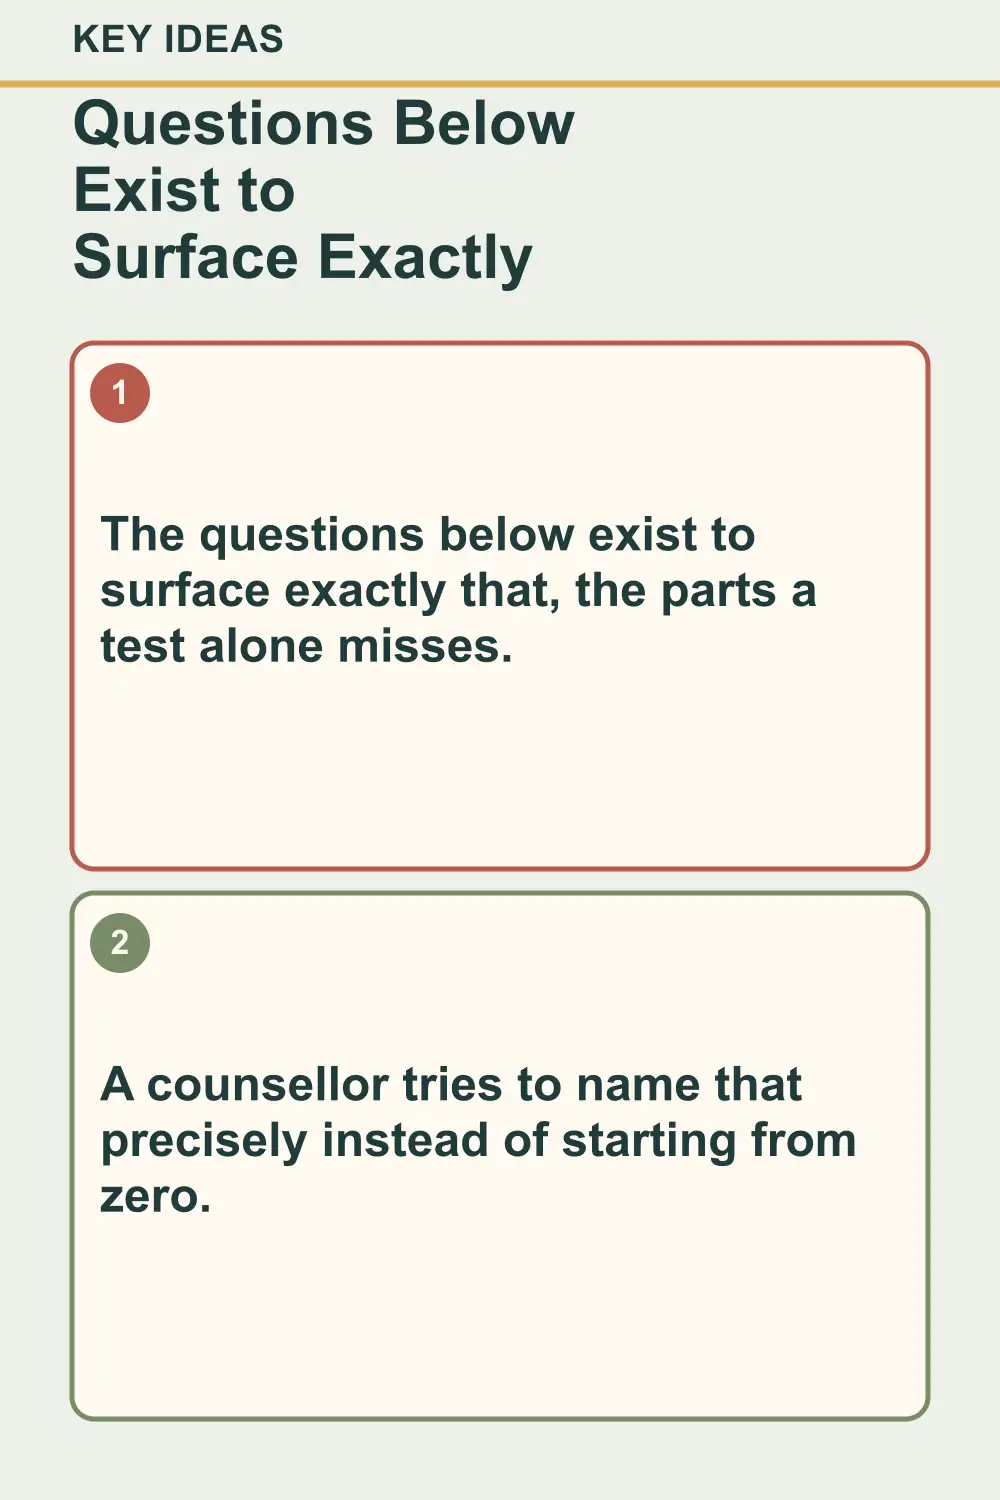 KEY IDEAS
Questions Below
Exist to
Surface Exactly
1
The questions below exist to
surface exactly that, the parts a
test alone misses.
2
A counsellor tries to name that
precisely instead of starting from
zero.